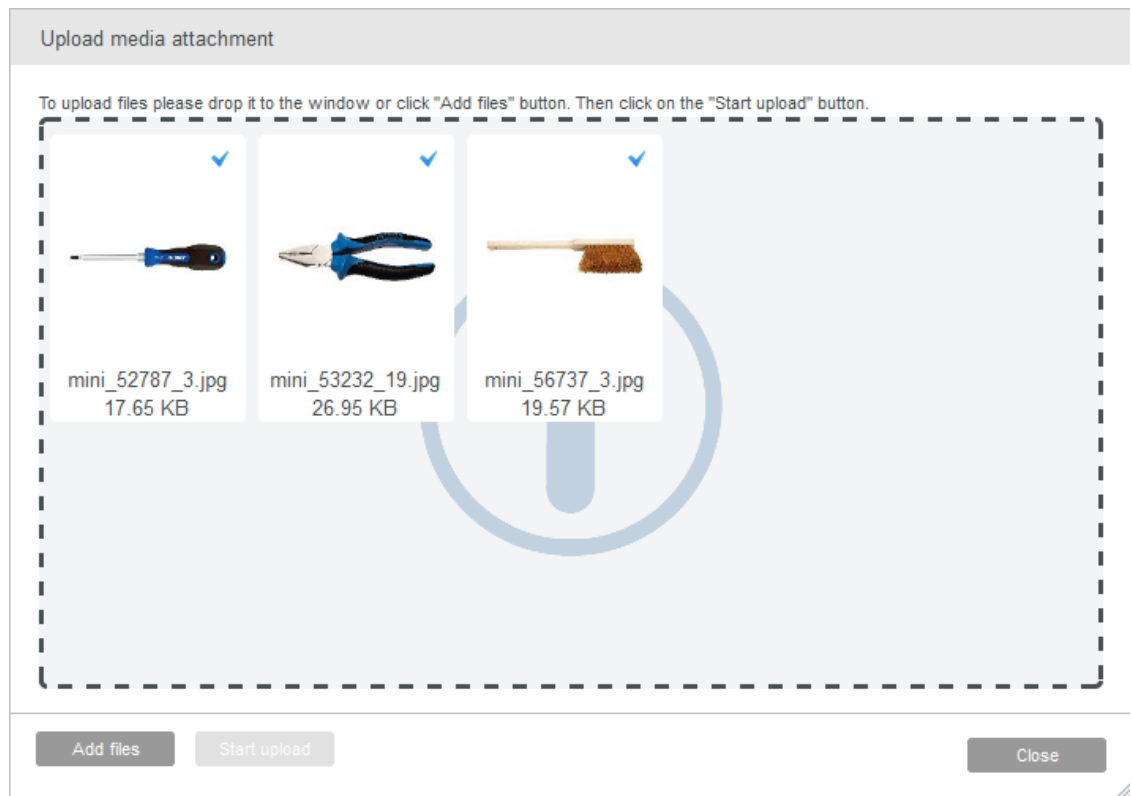 Upload media attachment
To upload files please drop it to the window or click "Add files" button. Then click on the "Start upload" button.
mini_52787_3.jpg
17.65 KB
mini_53232_19.jpg
26.95 KB
mini_56737_3.jpg
19.57 KB
Add files
Start upload
Close